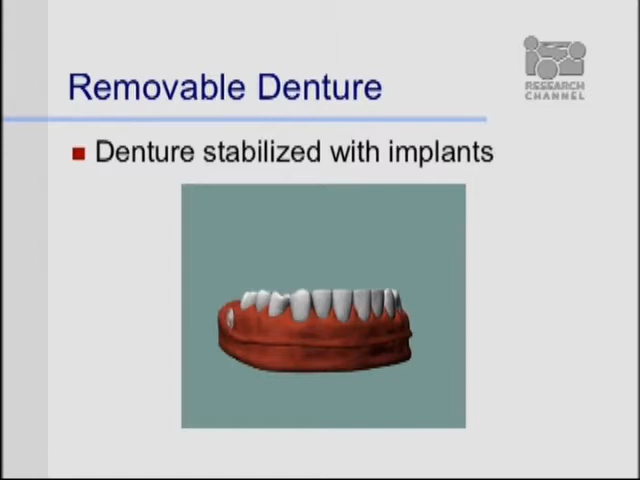 Removable Denture
RESEARCH
CHANNEL
Denture stabilized with implants